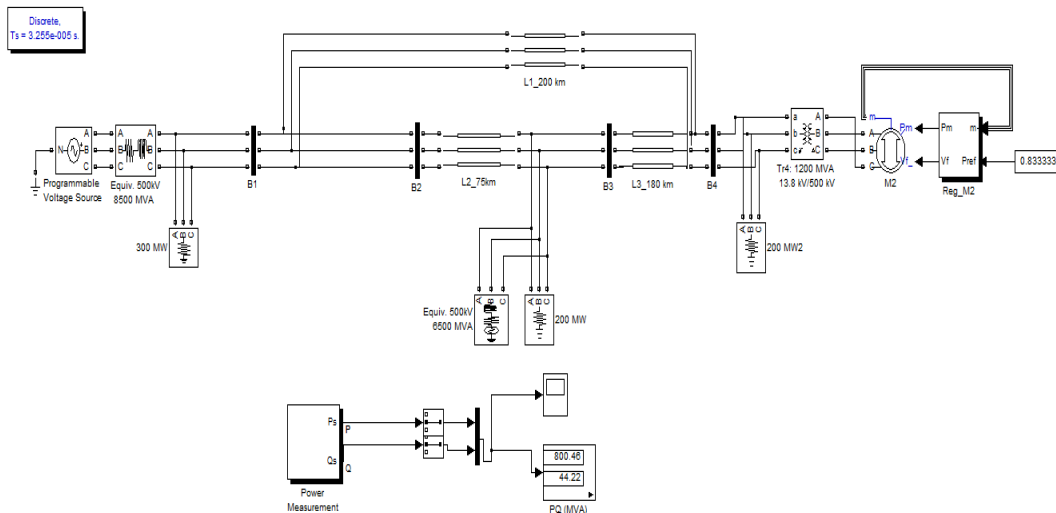 Discrete,
Ts = 3.255e-005 s.
L1_200 km
N
A
B
C
Programmable
Voltage Source
A
B
C
A
B
C
Equiv. 500kV
8500 MVA
A B C
300 MW
B1
B2
L2_75km
B3
L3_180 km
B4
a
b
c
A
B
C
Tr4: 1200 MVA
13.8 kV/500 kV
m
A
B
C
Pm
Vf_
M2
Pm
Vf
m
Pref
Reg_M2
0.833333
A B C
200 MW2
A B C
Equiv. 500kV
6500 MVA
A B C
200 MW
Ps
Qs
P
Q
Power
Measurement
800.46
44.22
PQ (MVA)